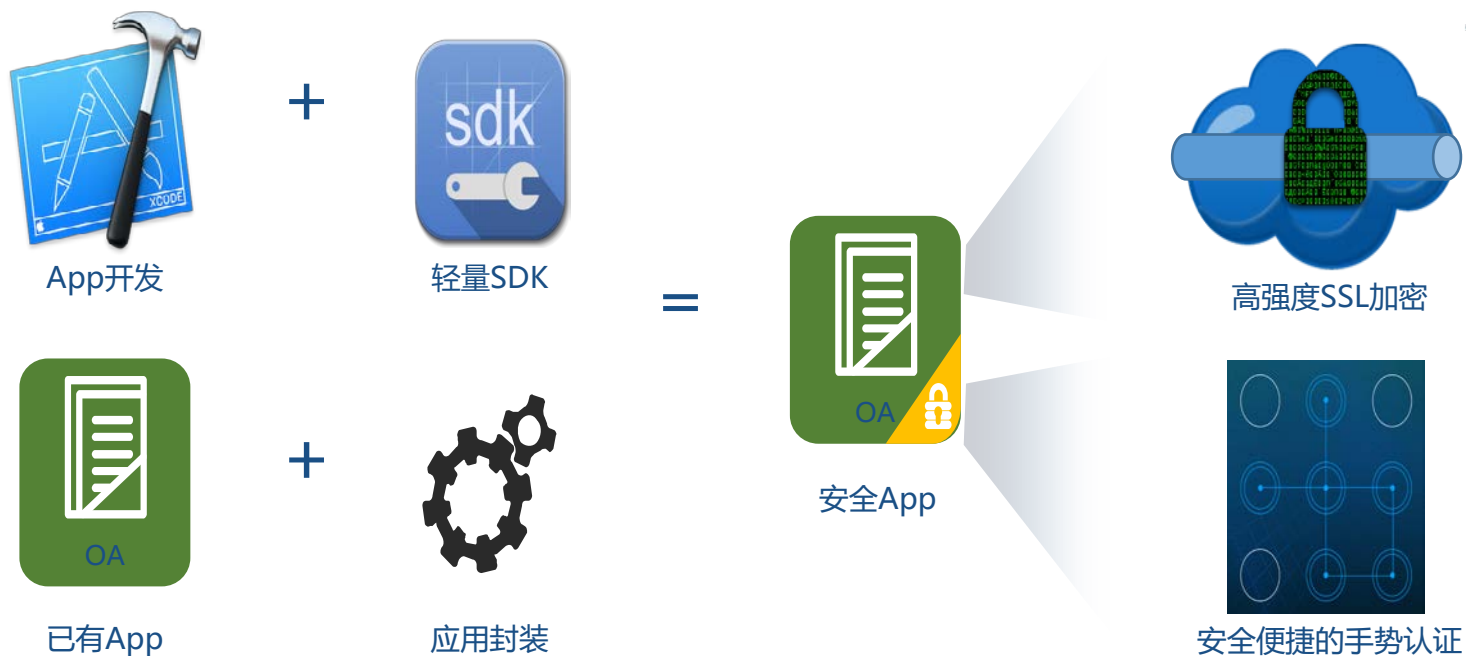 XCODE
+
sdk
App开发
轻量SDK
=
OA
+
OA
已有App
应用封装
安全App
高强度SSL加密
安全便捷的手势认证